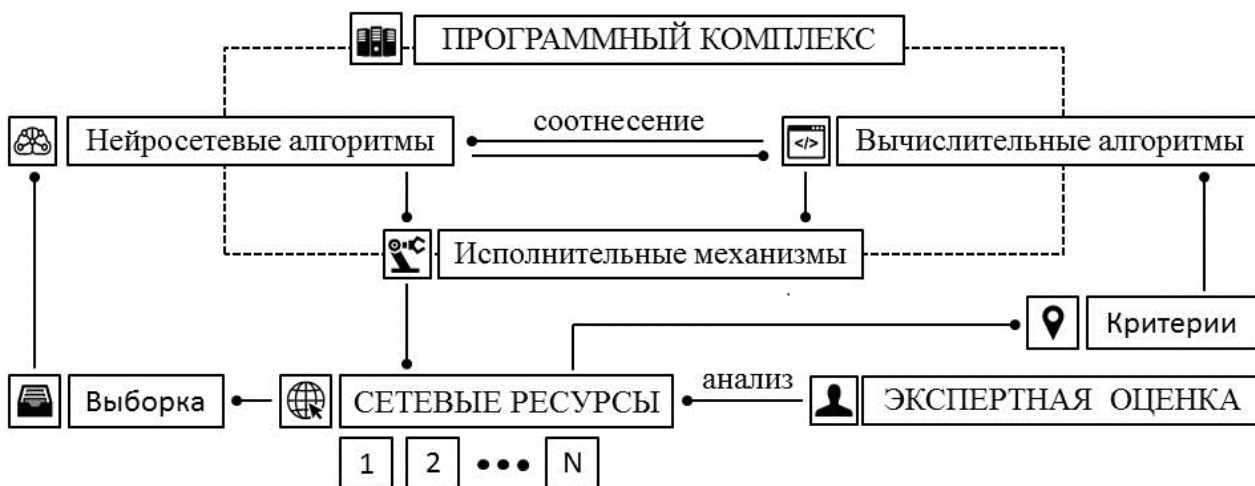 ПРОГРАММНЫЙ КОМПЛЕКС
соотнесение
Нейросетевые алгоритмы
</>
Вычислительные алгоритмы
Исполнительные механизмы
Критерии
Выборка
СЕТЕВЫЕ РЕСУРСЫ
анализ
ЭКСПЕРТНАЯ ОЦЕНКА
1 2 ••• N